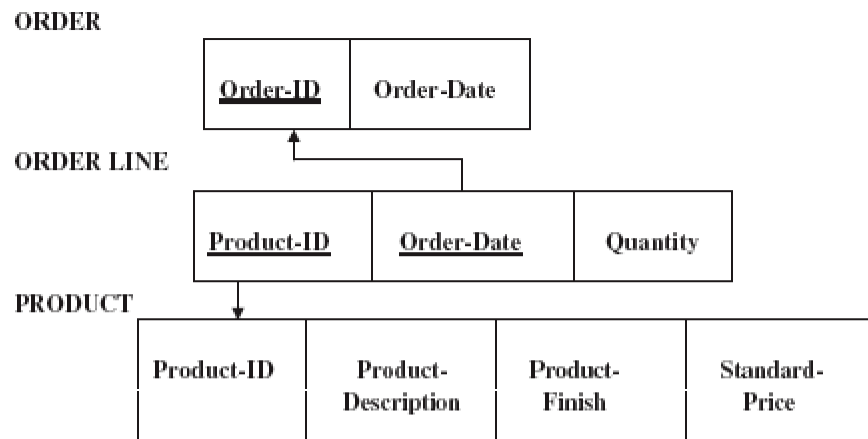 ORDER
Order-ID Order-Date
ORDER LINE
Product-ID Order-Date Quantity
PRODUCT
Product-ID Product- Product- Standard-
Description Finish Price